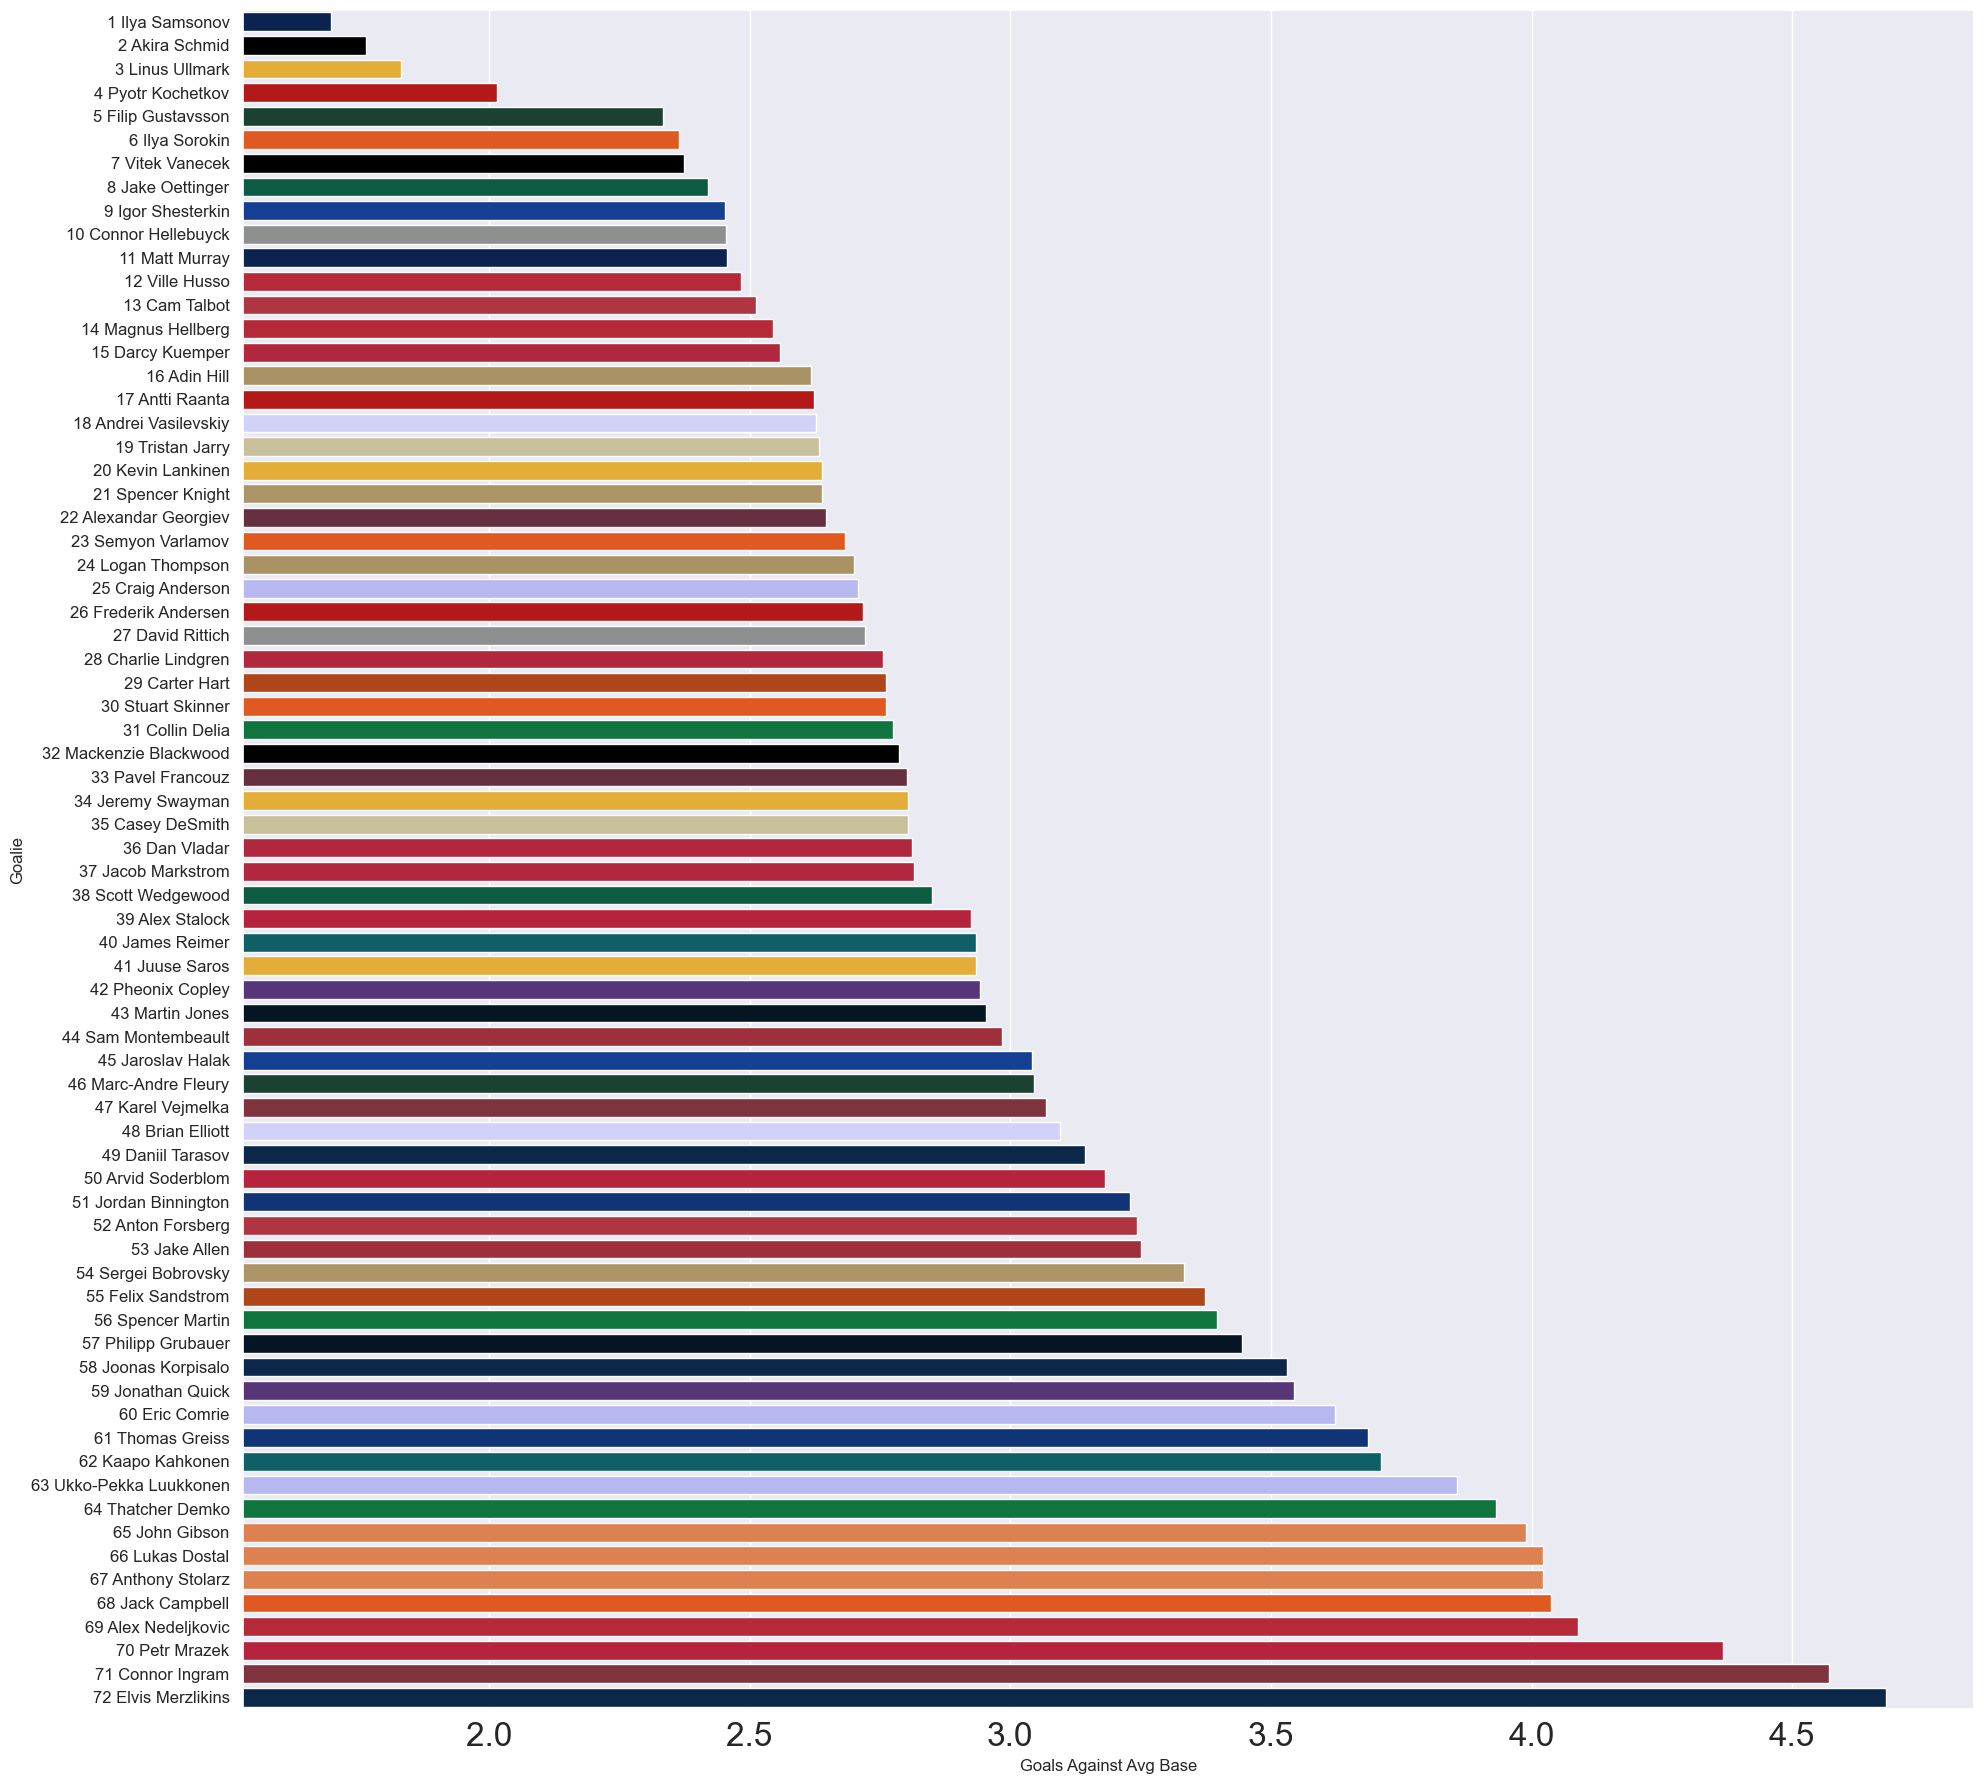 1 Ilya Samsonov
2 Akira Schmid
3 Linus Ullmark
4 Pyotr Kochetkov
5 Filip Gustavsson
6 Ilya Sorokin
7 Vitek Vanecek
8 Jake Oettinger
9 Igor Shesterkin
10 Connor Hellebuyck
11 Matt Murray
12 Ville Husso
13 Cam Talbot
14 Magnus Hellberg
15 Darcy Kuemper
16 Adin Hill
17 Antti Raanta
18 Andrei Vasilevskiy
19 Tristan Jarry
20 Kevin Lankinen
21 Spencer Knight
22 Alexandar Georgiev
23 Semyon Varlamov
24 Logan Thompson
25 Craig Anderson
26 Frederik Andersen
27 David Rittich
28 Charlie Lindgren
29 Carter Hart
30 Stuart Skinner
31 Collin Delia
32 Mackenzie Blackwood
33 Pavel Francouz
34 Jeremy Swayman
35 Casey DeSmith
36 Dan Vladar
37 Jacob Markstrom
38 Scott Wedgewood
39 Alex Stalock
40 James Reimer
41 Juuse Saros
42 Pheonix Copley
43 Martin Jones
44 Sam Montembeault
45 Jaroslav Halak
46 Marc-Andre Fleury
47 Karel Vejmelka
48 Brian Elliott
49 Daniil Tarasov
50 Arvid Soderblom
51 Jordan Binnington
52 Anton Forsberg
53 Jake Allen
54 Sergei Bobrovsky
55 Felix Sandstrom
56 Spencer Martin
57 Philipp Grubauer
58 Joonas Korpisalo
59 Jonathan Quick
60 Eric Comrie
61 Thomas Greiss
62 Kaapo Kahkonen
63 Ukko-Pekka Luukkonen
64 Thatcher Demko
65 John Gibson
66 Lukas Dostal
67 Anthony Stolarz
68 Jack Campbell
69 Alex Nedeljkovic
70 Petr Mrazek
71 Connor Ingram
72 Elvis Merzlikins
Goalie
2.0 2.5 3.0 3.5 4.0 4.5
Goals Against Avg Base